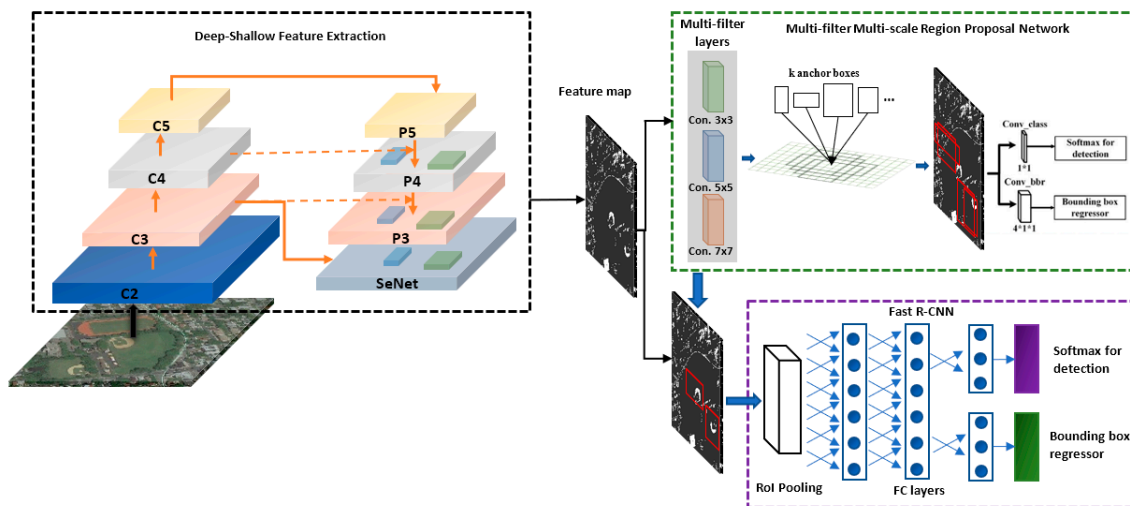 Deep-Shallow Feature Extraction
C5
C4
C3
C2
P5
P4
P3
SeNet
Feature map
Multi-filter
layers
Con. 3x3
Con. 5x5
Con. 7x7
Multi-filter Multi-scale Region Proposal Network
k anchor boxes
...
Conv_class
1*1
Softmax for
detection
Conv_bbr
4*1*1
Bounding box
regressor
Fast R-CNN
RoI Pooling
FC layers
Softmax for
detection
Bounding box
regressor